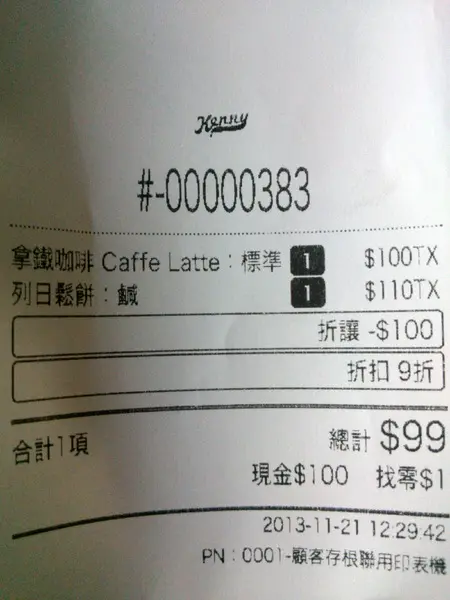 Kenny
#-00000383
拿鐵咖啡 Caffe Latte：標準 1 $100TX
列日鬆餅：鹹 1 $110TX
折讓 -$100
折扣 9折
合計1項 總計 $99
現金$100 找零$1
2013-11-21 12:29:42
PN：0001-顧客存根聯用印表機